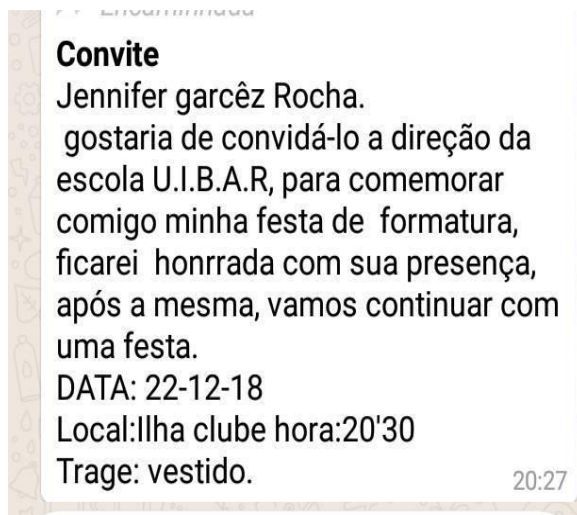 Encaminhada
Convite
Jennifer garcêz Rocha.
gostaria de convidá-lo a direção da
escola U.I.B.A.R, para comemorar
comigo minha festa de formatura,
ficarei honrrada com sua presença,
após a mesma, vamos continuar com
uma festa.
DATA: 22-12-18
Local:Ilha clube hora:20'30
Trage: vestido.
20:27